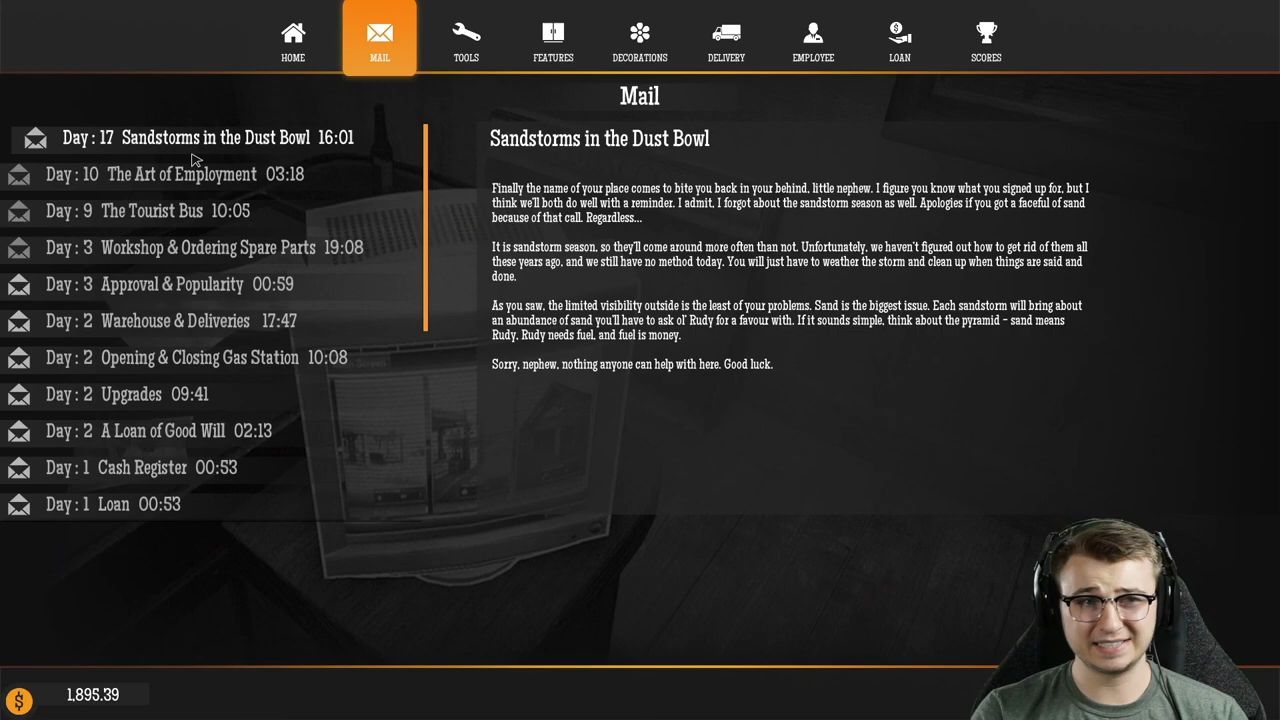 HOME
MAIL
TOOLS
FEATURES
DECORATIONS
DELIVERY
EMPLOYEE
LOAN
SCORES
Mail
Day : 17 Sandstorms in the Dust Bowl 16:01
Day : 10 The Art of Employment 03:18
Day : 9 The Tourist Bus 10:05
Day : 3 Workshop & Ordering Spare Parts 19:08
Day : 3 Approval & Popularity 00:59
Day : 2 Warehouse & Deliveries 17:47
Day : 2 Opening & Closing Gas Station 10:08
Day : 2 Upgrades 09:41
Day : 2 A Loan of Good Will 02:13
Day : 1 Cash Register 00:53
Day : 1 Loan 00:53
Sandstorms in the Dust Bowl
Finally the name of your place comes to bite you back in your behind, little nephew. I figure you know what you signed up for, but I
think we'll both do well with a reminder. I admit, I forgot about the sandstorm season as well. Apologies if you got a faceful of sand
because of that call. Regardless...
It is sandstorm season, so they'll come around more often than not. Unfortunately, we haven't figured out how to get rid of them all
these years ago, and we still have no method today. You will just have to weather the storm and clean up when things are said and
done.
As you saw, the limited visibility outside is the least of your problems. Sand is the biggest issue. Each sandstorm will bring about
an abundance of sand you'll have to ask ol' Rudy for a favour with. If it sounds simple, think about the pyramid – sand means
Rudy, Rudy needs fuel, and fuel is money.
Sorry, nephew, nothing anyone can help with here. Good luck.
$ 1,895.39